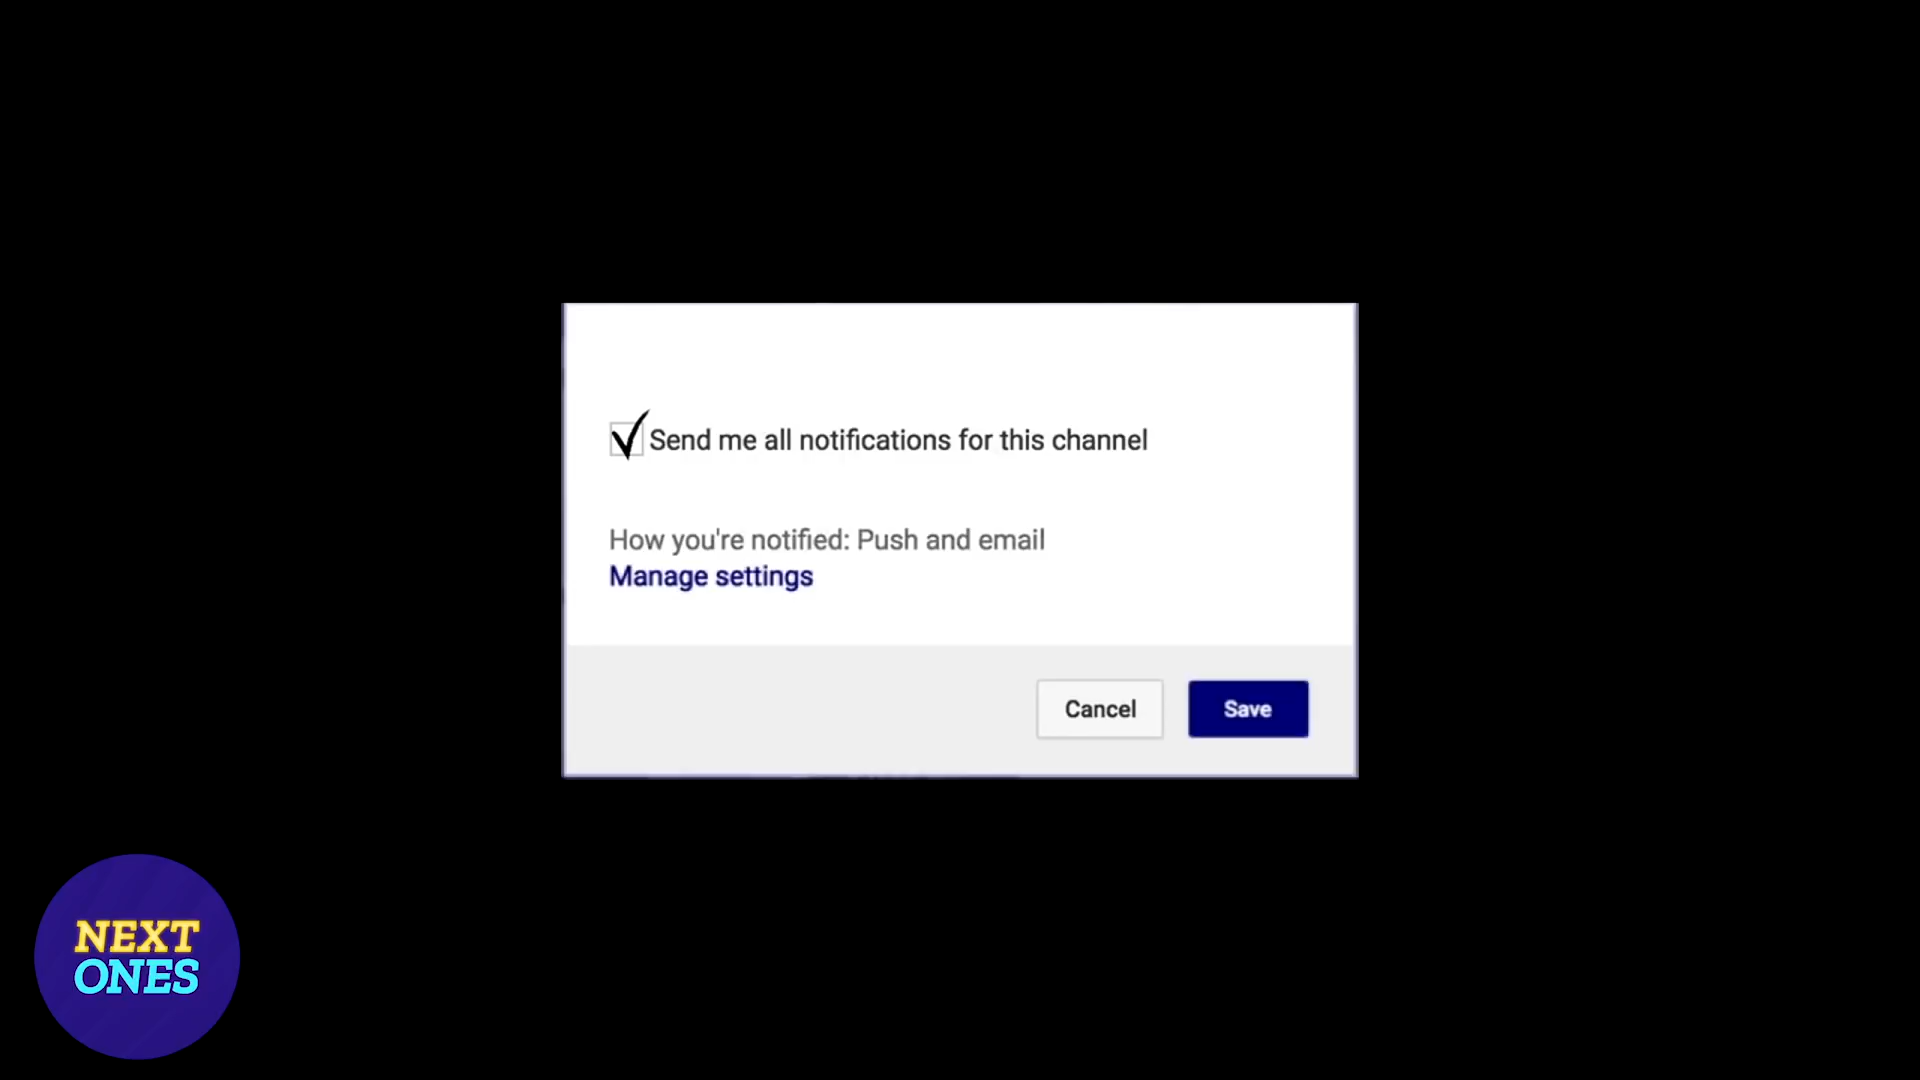 Send me all notifications for this channel
How you're notified: Push and email
Manage settings
Cancel
Save
NEXT
ONES